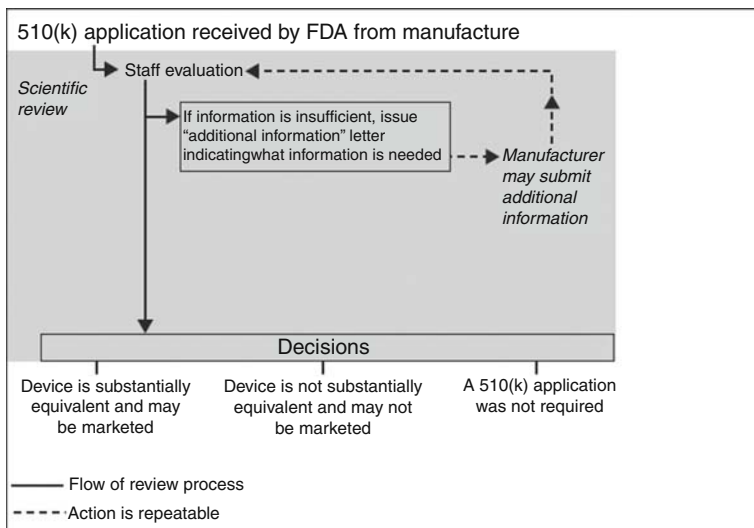 510(k) application received by FDA from manufacture
Scientific
review
Staff evaluation
If information is insufficient, issue
“additional information” letter
indicatingwhat information is needed
Manufacturer
may submit
additional
information
Decisions
Device is substantially
equivalent and may
be marketed
Device is not substantially
equivalent and may not
be marketed
A 510(k) application
was not required
Flow of review process
Action is repeatable